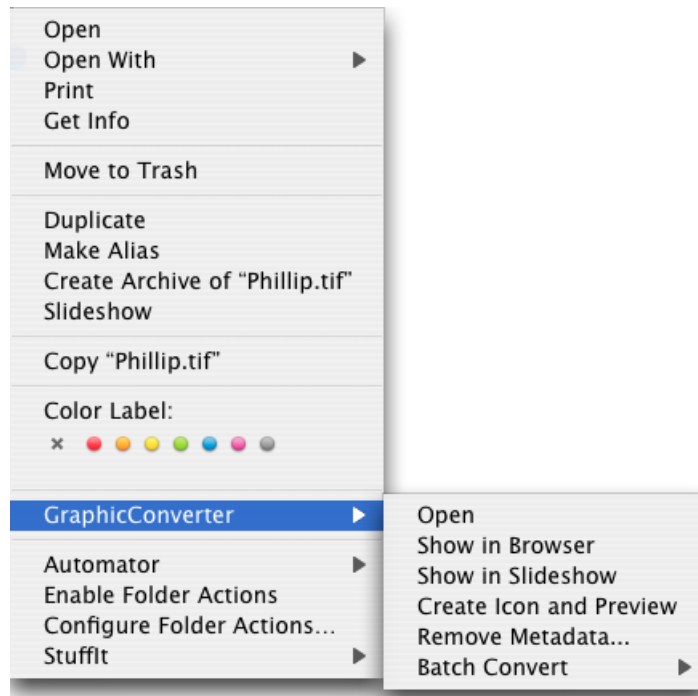 Open
Open With
Print
Get Info
Move to Trash
Duplicate
Make Alias
Create Archive of “Phillip.tif”
Slideshow
Copy “Phillip.tif”
Color Label:
GraphicConverter
Automator
Enable Folder Actions
Configure Folder Actions...
StuffIt
Open
Show in Browser
Show in Slideshow
Create Icon and Preview
Remove Metadata...
Batch Convert